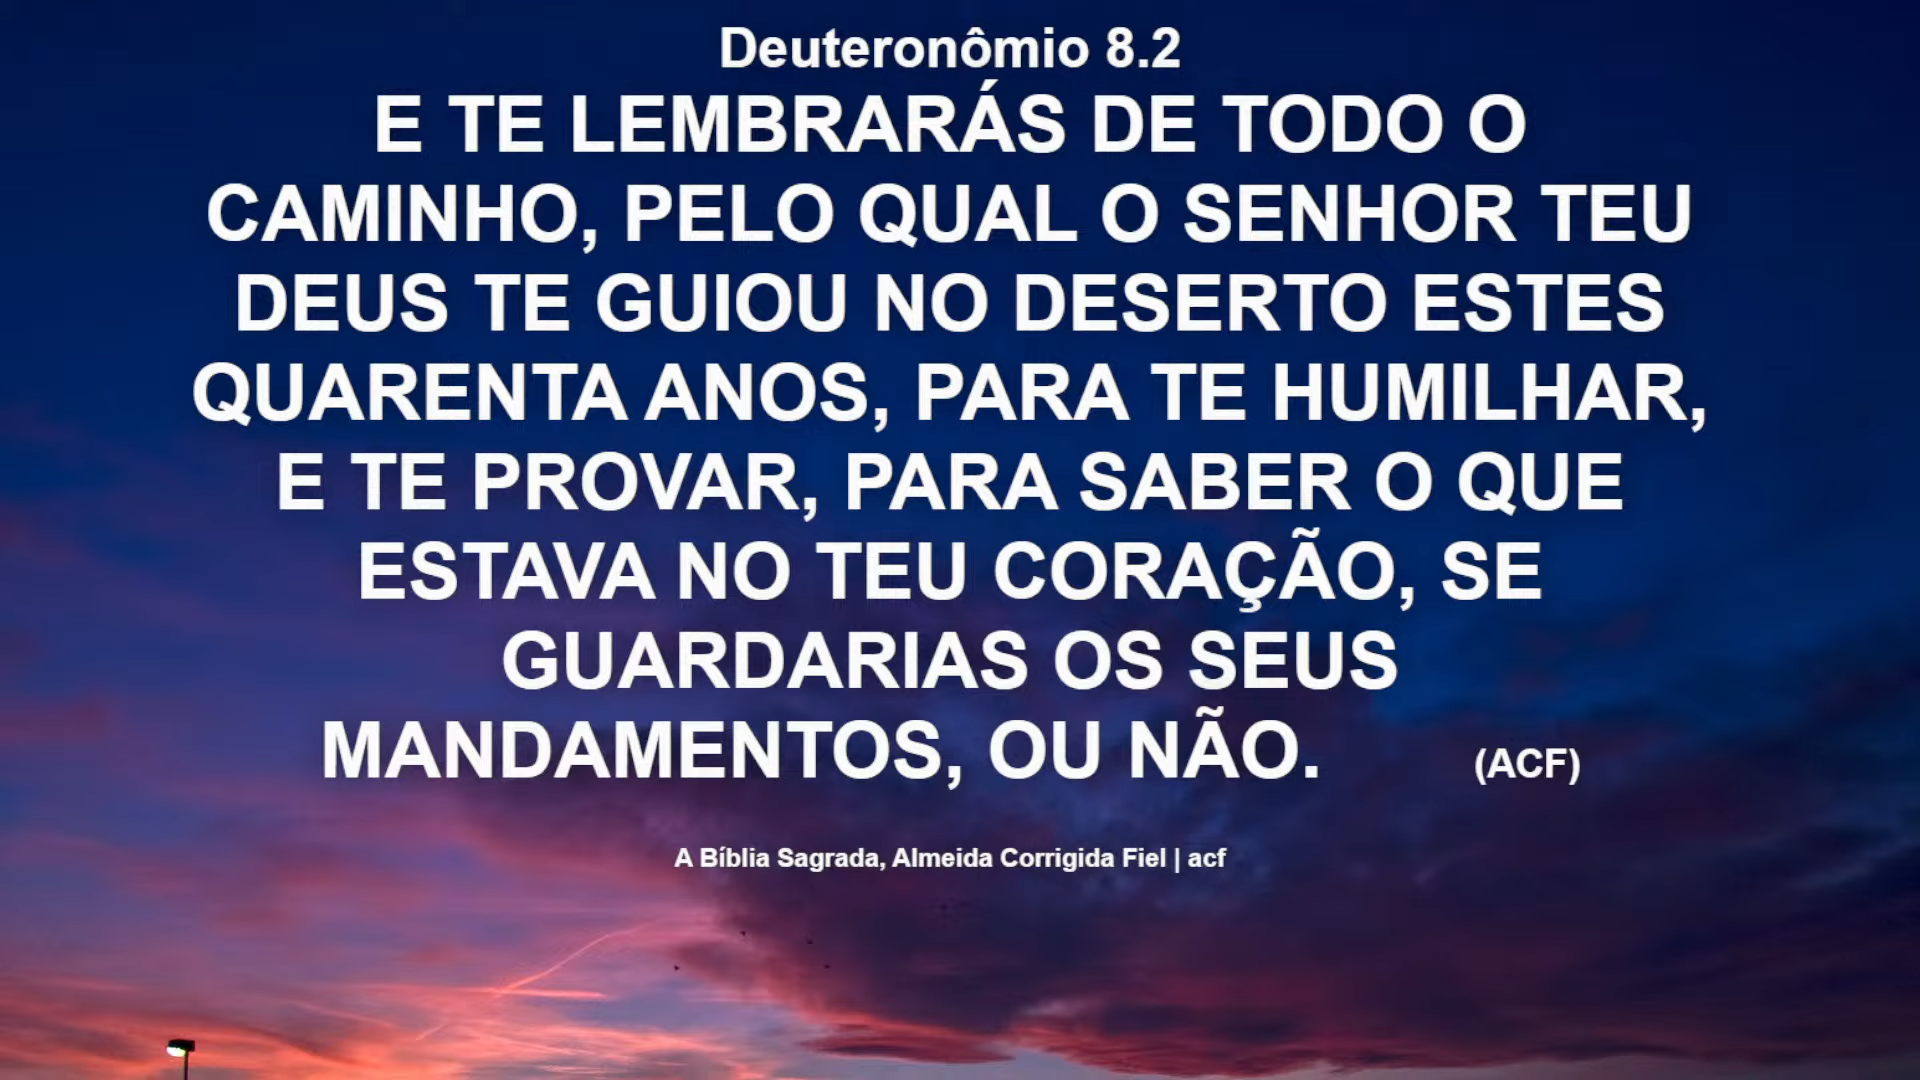 Deuteronômio 8.2
E TE LEMBRARÁS DE TODO O
CAMINHO, PELO QUAL O SENHOR TEU
DEUS TE GUIOU NO DESERTO ESTES
QUARENTA ANOS, PARA TE HUMILHAR,
E TE PROVAR, PARA SABER O QUE
ESTAVA NO TEU CORAÇÃO, SE
GUARDARIAS OS SEUS
MANDAMENTOS, OU NÃO. (ACF)
A Bíblia Sagrada, Almeida Corrigida Fiel | acf